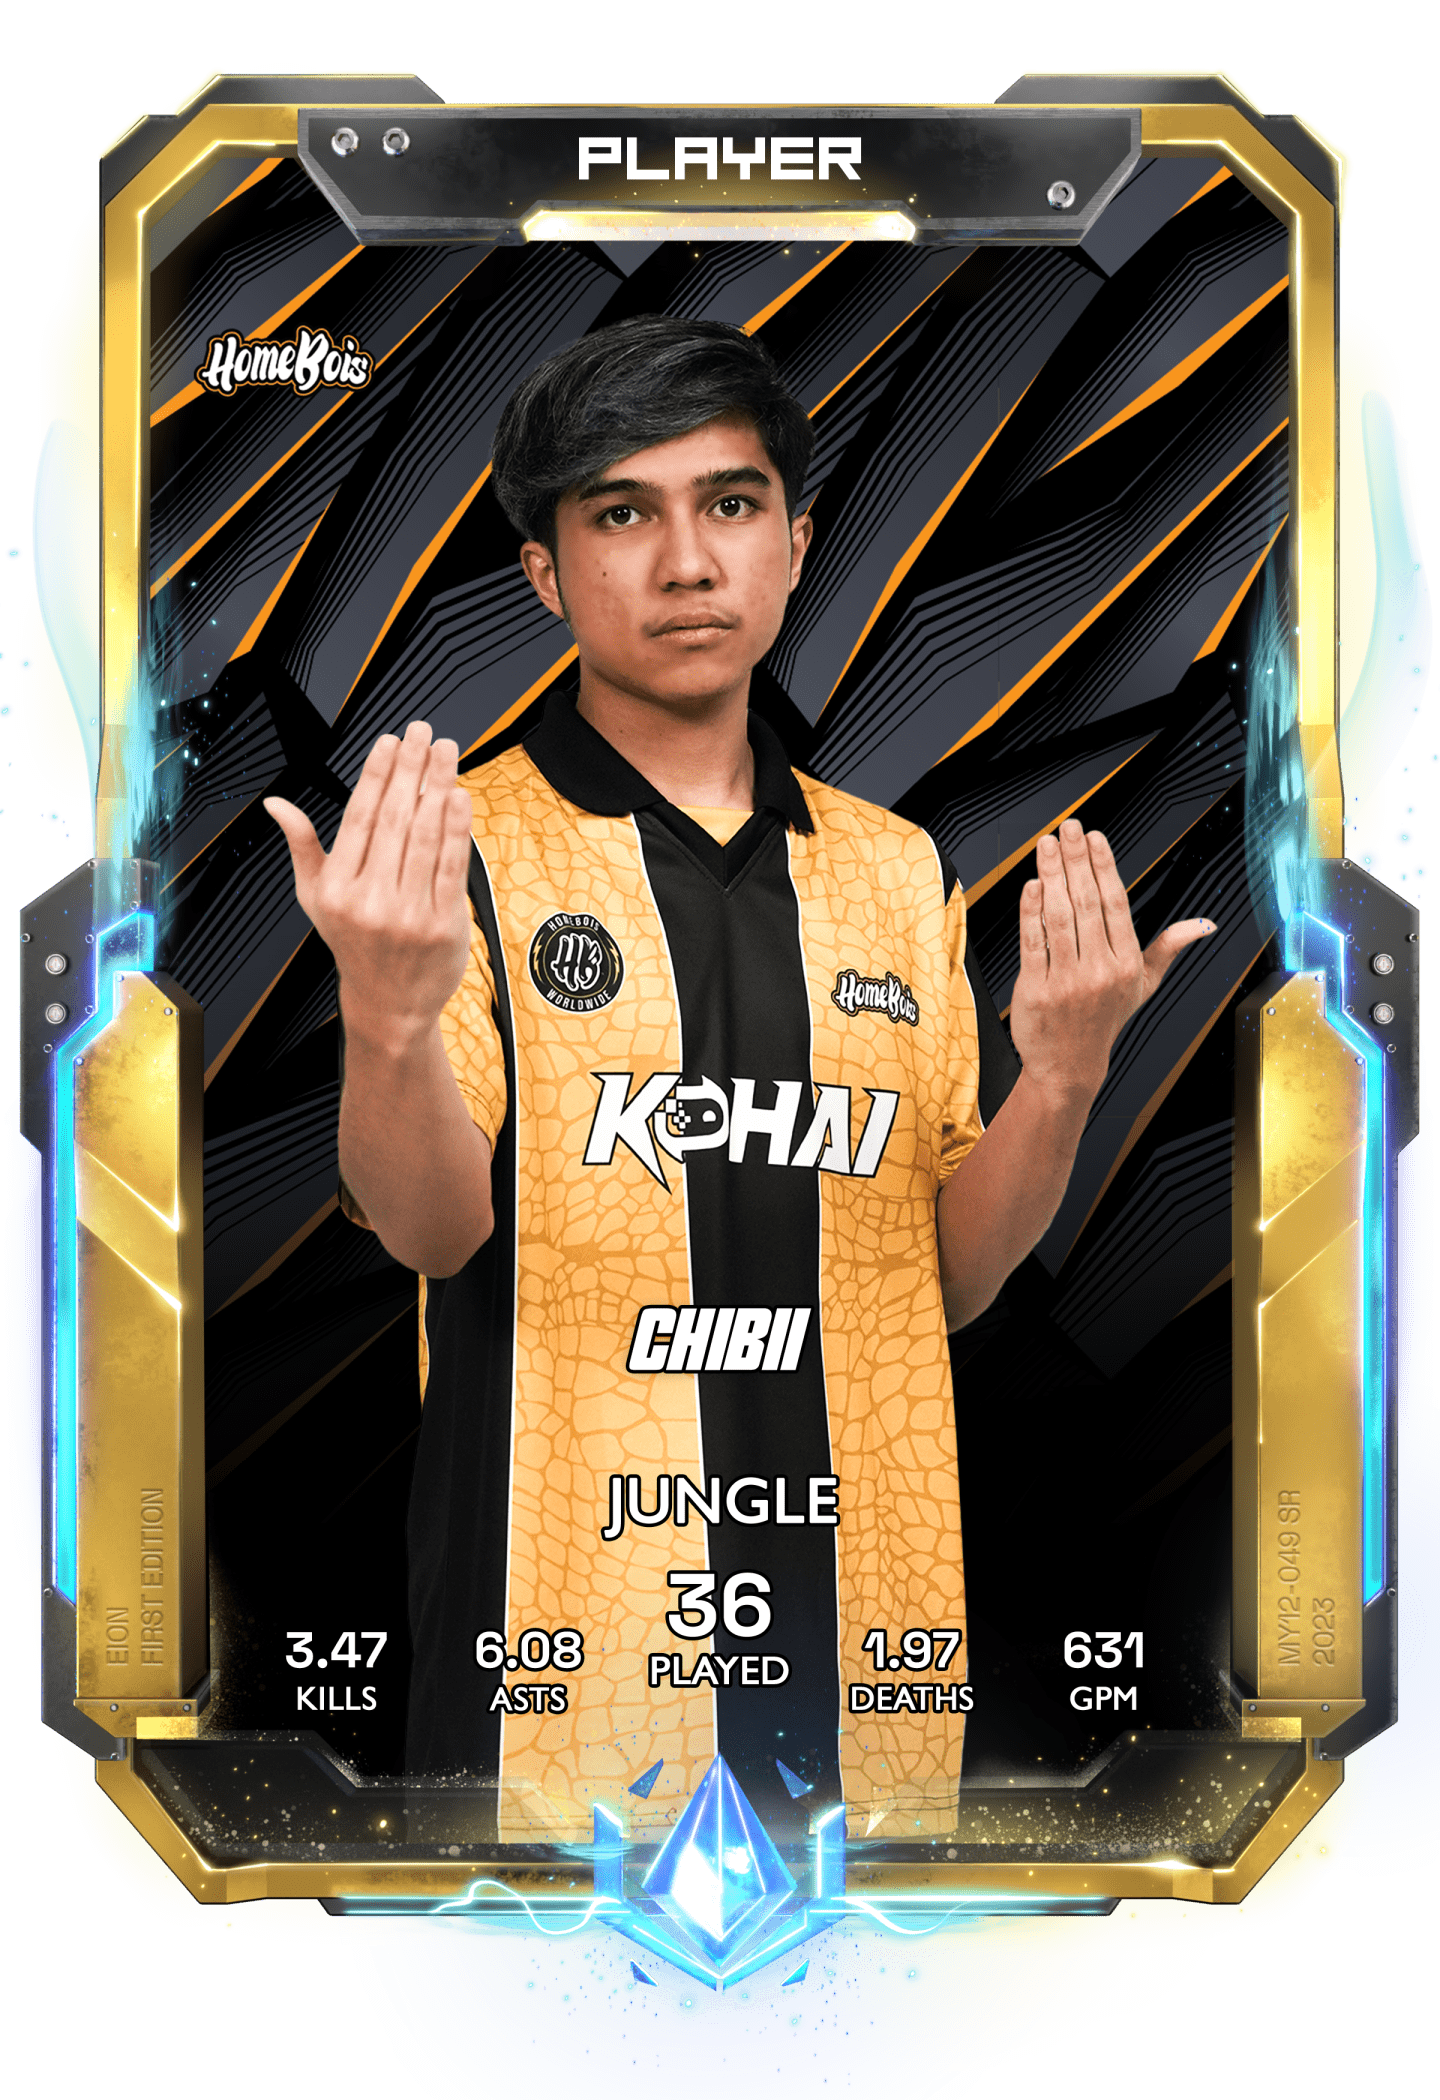 PLAYER
HomeBois
HOMEBOIS
HB
WORLDWIDE
HomeBois
KOHAI
CHIBII
JUNGLE
36
PLAYED
3.47
KILLS
6.08
ASTS
1.97
DEATHS
631
GPM
EION
FIRST EDITION
MY12-049 SR
2023